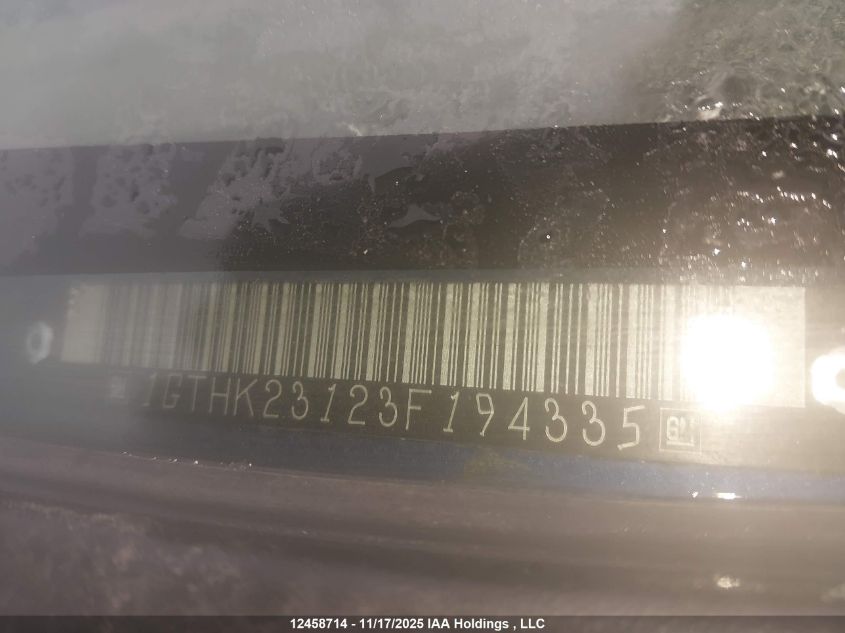 1GTHK23123F194335 GM
12458714 - 11/17/2025 IAA Holdings , LLC